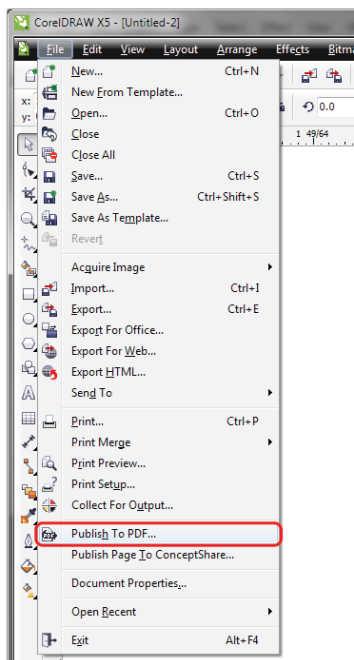 CorelDRAW X5 - [Untitled-2]
File Edit View Layout Arrange Effects Bitm
New... Ctrl+N
New From Template...
Open... Ctrl+O
Close
Close All
Save... Ctrl+S
Save As... Ctrl+Shift+S
Save As Template...
Revert
Acquire Image
Import... Ctrl+I
Export... Ctrl+E
Export For Office...
Export For Web...
Export HTML...
Send To
Print... Ctrl+P
Print Merge
Print Preview...
Print Setup...
Collect For Output...
Publish To PDF...
Publish Page To ConceptShare...
Document Properties...
Open Recent
Exit Alt+F4
x:
y:
0.0
1 49/64